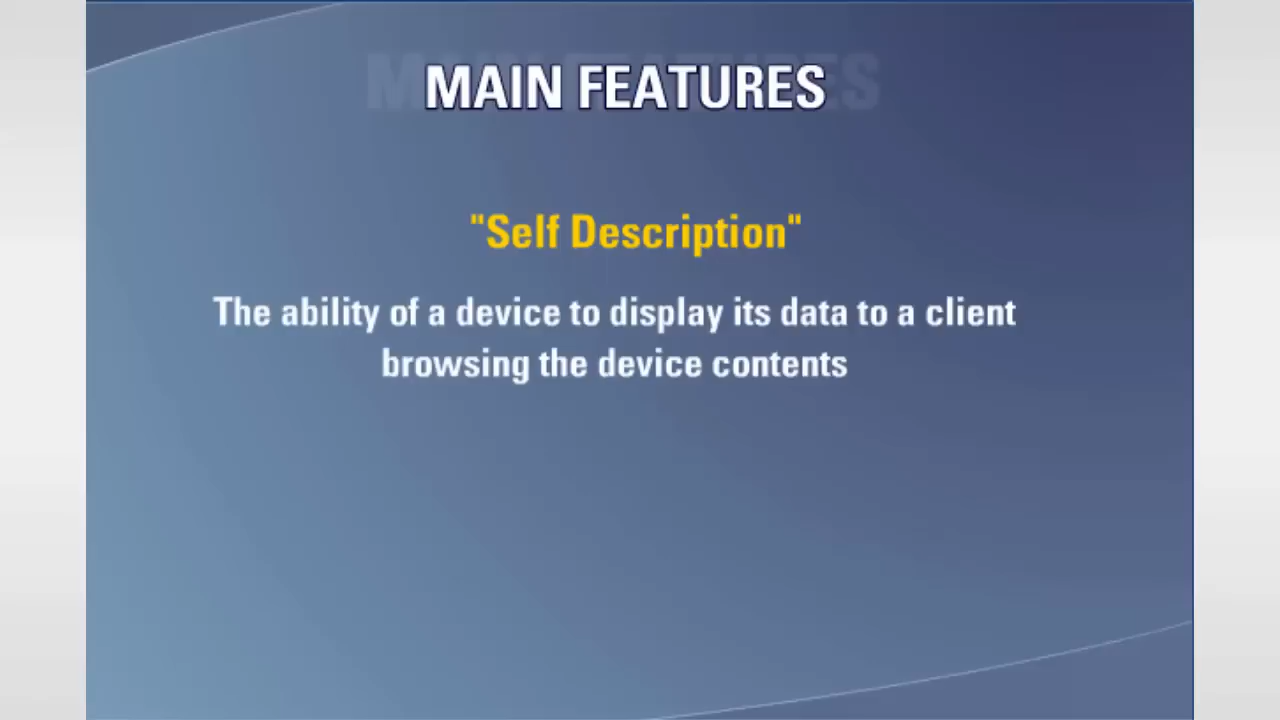 MAIN FEATURES
"Self Description"
The ability of a device to display its data to a client
browsing the device contents